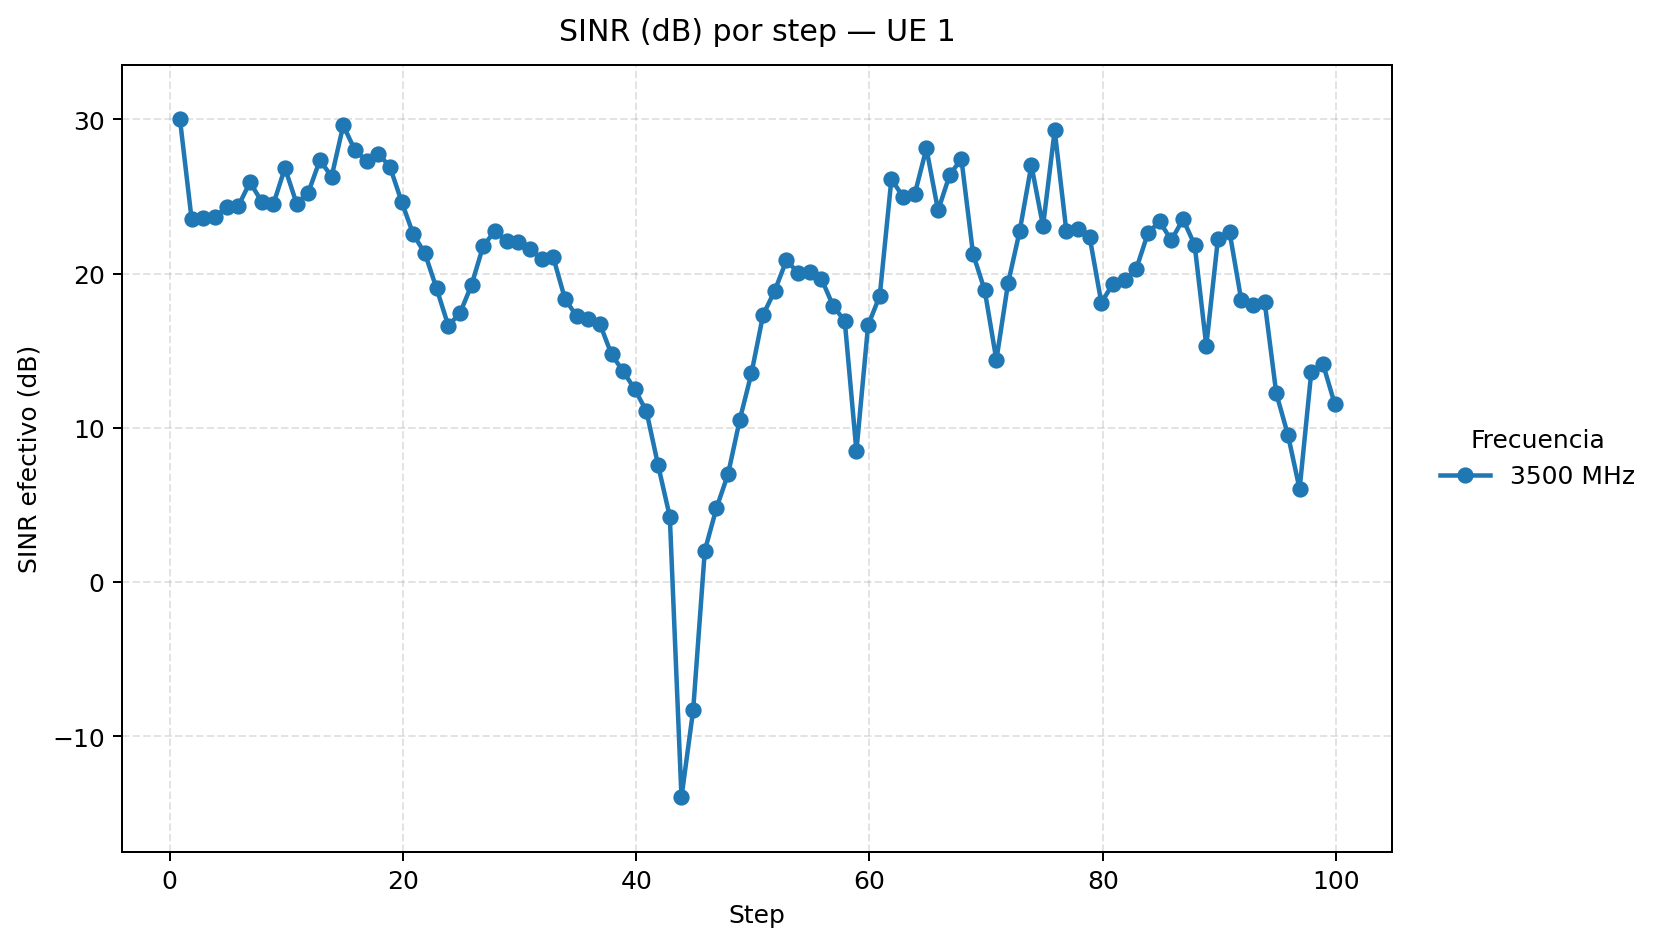 SINR (dB) por step — UE 1
30
20
10
0
−10
SINR efectivo (dB)
0 20 40 60 80 100
Step
Frecuencia
3500 MHz